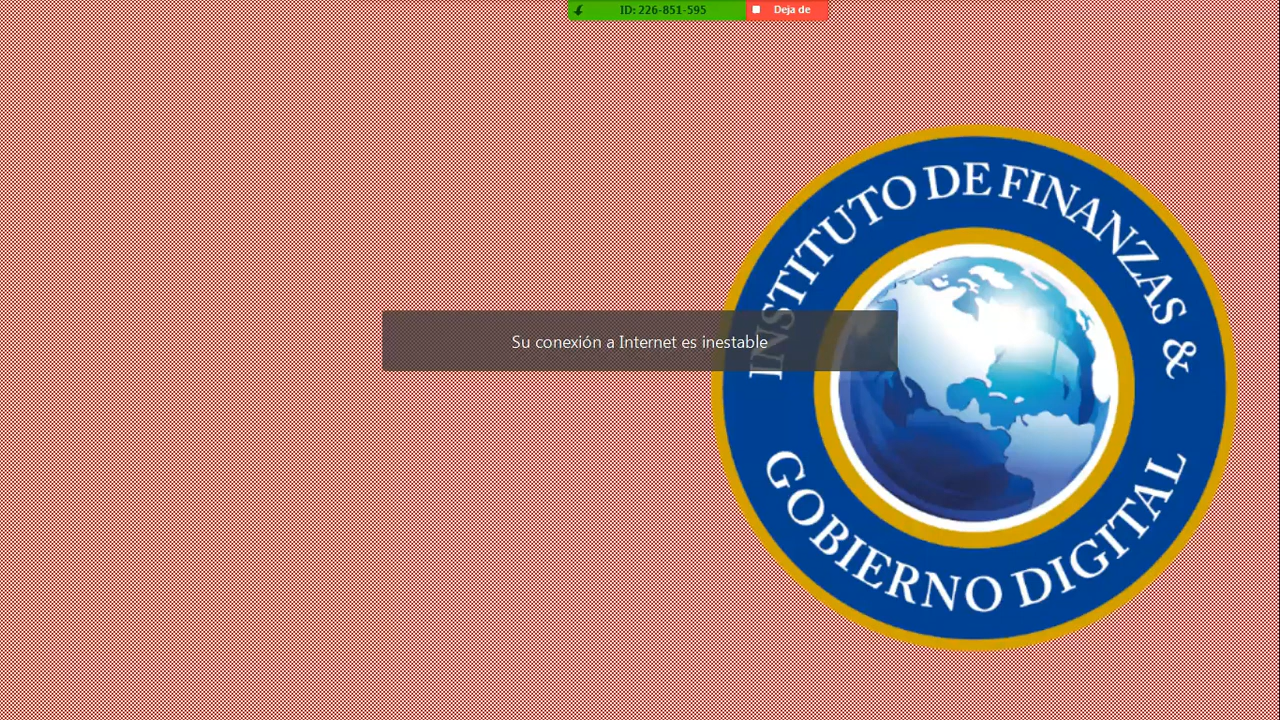 ID: 226-851-595
Deja de
INSTITUTO DE FINANZAS &
Su conexión a Internet es inestable
GOBIERNO DIGITAL